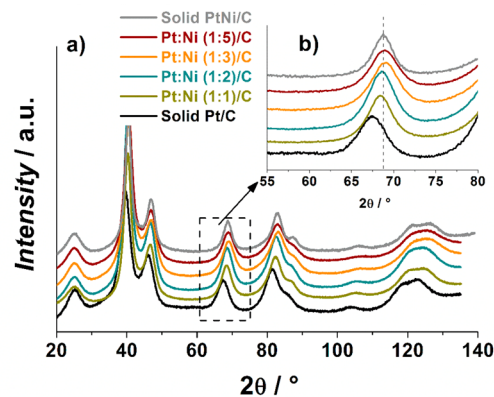 Solid PtNi/C
a)
Pt:Ni (1:5)/C
b)
Pt:Ni (1:3)/C
Pt:Ni (1:2)/C
Pt:Ni (1:1)/C
Solid Pt/C
55 60 65 70 75 80
2θ / °
Intensity / a.u.
20 40 60 80 100 120 140
2θ / °